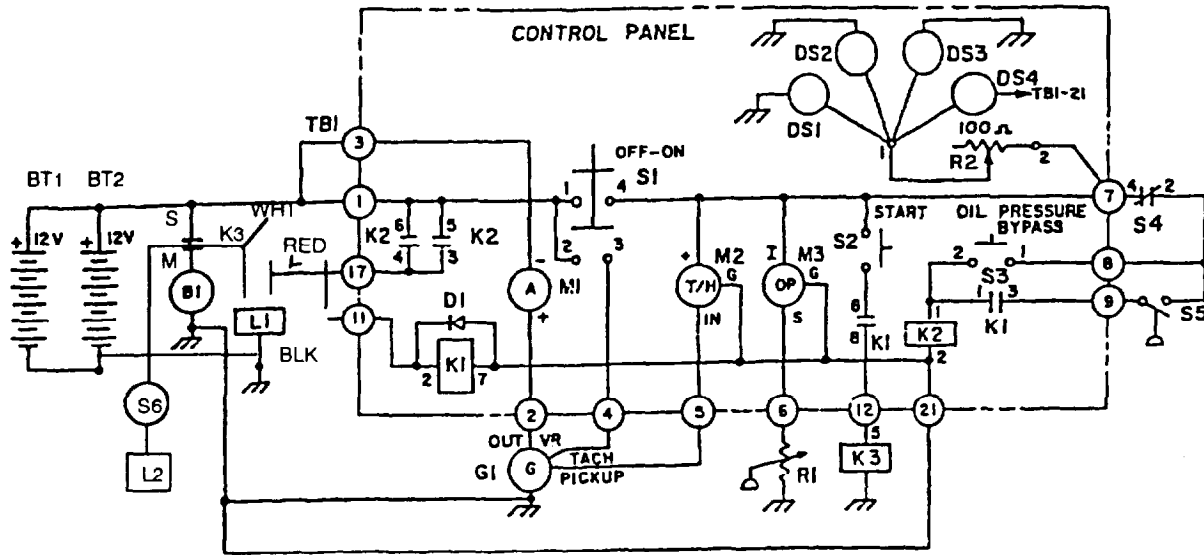 CONTROL PANEL
DS2
DS3
DS1
DS4
TB1-21
100 Ω
R2
1
2
TB1
3
OFF-ON
S1
BT1
BT2
S
WHT
K3
RED
M
B1
L1
BLK
+ 12V
+ 12V
S6
L2
1
17
11
6
K2
4
5
K2
3
D1
2
K1
7
-
A
M1
+
1
4
2
3
+
M2
G
T/H
IN
I
M3
G
OP
S
START
S2
6
8
K1
OIL PRESSURE
BYPASS
2
S3
1
1
3
K1
1
K2
2
7
4
2
S4
8
9
S5
2
4
5
6
12
21
OUT
VR
G1
G
TACH
PICKUP
R1
5
K3